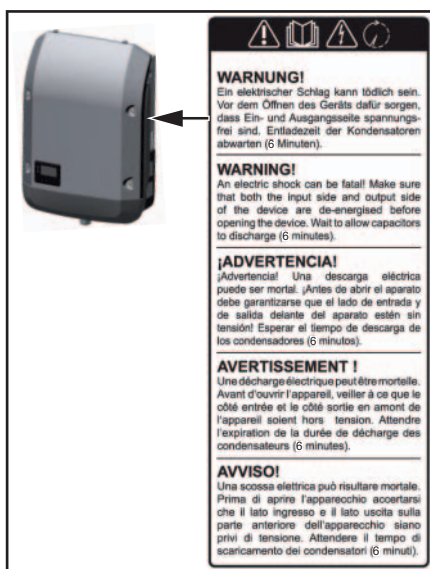 WARNUNG!
Ein elektrischer Schlag kann tödlich sein.
Vor dem Öffnen des Geräts dafür sorgen,
dass Ein- und Ausgangsseite spannungs-
frei sind. Entladezeit der Kondensatoren
abwarten (6 Minuten).
WARNING!
An electric shock can be fatal! Make sure
that both the input side and output side
of the device are de-energised before
opening the device. Wait to allow capacitors
to discharge (6 minutes).
¡ADVERTENCIA!
¡Advertencia! Una descarga eléctrica
puede ser mortal. ¡Antes de abrir el aparato
debe garantizarse que el lado de entrada y
de salida delante del aparato estén sin
tensión! Esperar el tiempo de descarga de
los condensadores (6 minutos).
AVERTISSEMENT !
Une décharge électrique peut être mortelle.
Avant d'ouvrir l'appareil, veiller à ce que le
côté entrée et le côté sortie en amont de
l'appareil soient hors tension. Attendre
l'expiration de la durée de décharge des
condensateurs (6 minutes).
AVVISO!
Una scossa elettrica può risultare mortale.
Prima di aprire l'apparecchio accertarsi
che il lato ingresso e il lato uscita sulla
parte anteriore dell'apparecchio siano
privi di tensione. Attendere il tempo di
scaricamento dei condensatori (6 minuti).